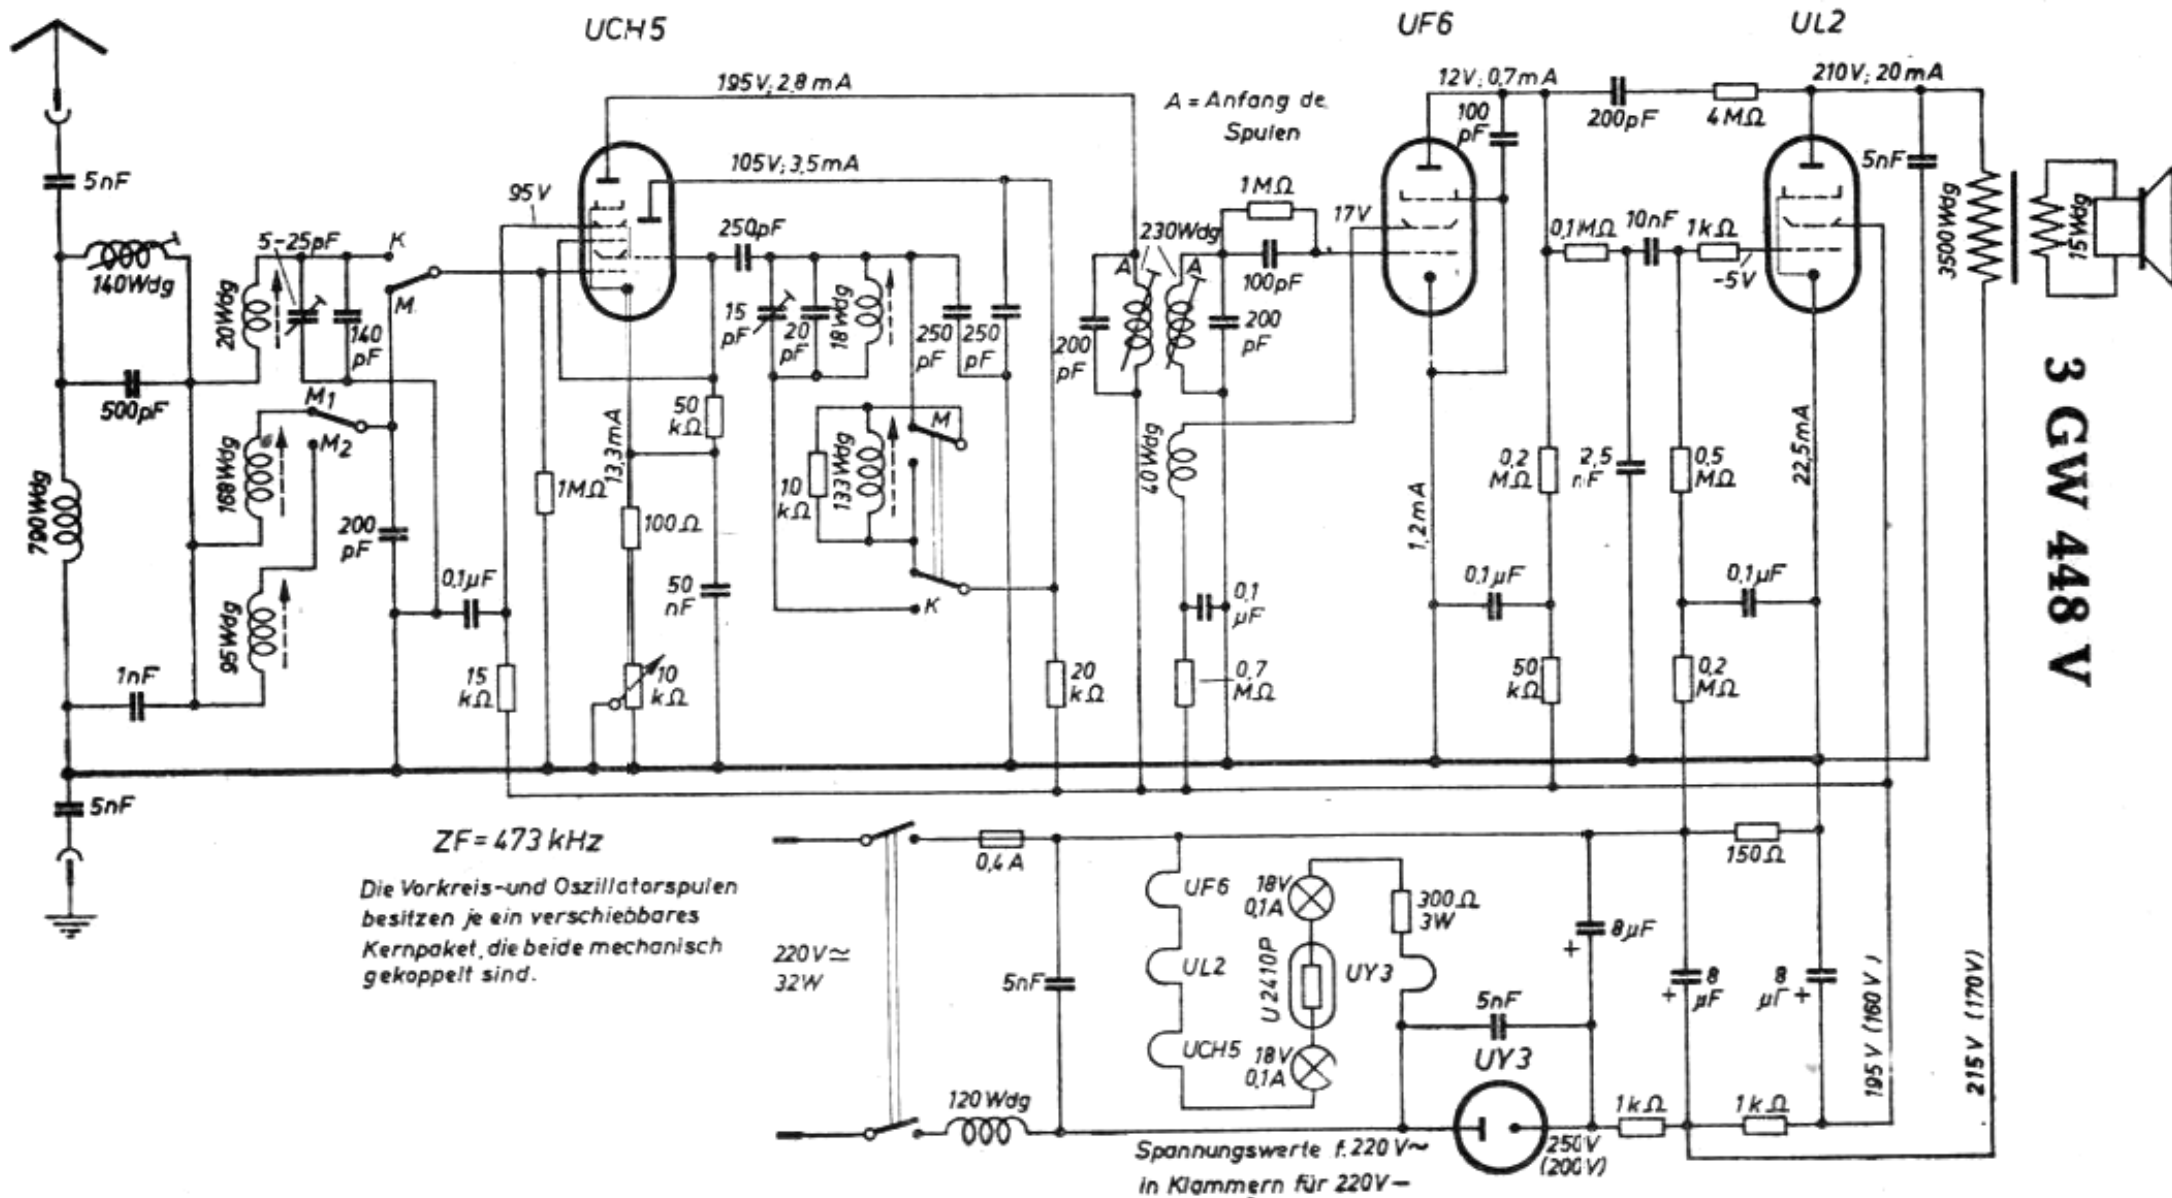 UCH5
UF6
UL2
195V; 2,8 mA
105V; 3,5 mA
A = Anfang de
Spulen
12V; 0,7 mA
210V; 20 mA
100
pF
200pF
4MΩ
5nF
5nF
95V
1MΩ
17V
230Wdg
A
A
0,1MΩ
10nF
1kΩ
-5V
3500Wdg
15Wdg
5-25pF
K
140Wdg
250pF
100pF
20Wdg
140
pF
M
15
pF
20
pF
18Wdg
250
pF
250
pF
200
pF
200
pF
500pF
M1
M2
168Wdg
790Wdg
200
pF
1MΩ
13,3mA
50
kΩ
100Ω
10
kΩ
133Wdg
M
40Wdg
0,2
MΩ
2,5
nF
0,5
MΩ
22,5mA
1,2mA
3 GW 448 V
95Wdg
0,1µF
50
nF
K
0,1
µF
0,1µF
0,1µF
1nF
15
kΩ
10
kΩ
20
kΩ
0,7
MΩ
50
kΩ
0,2
MΩ
5nF
ZF = 473 kHz
Die Vorkreis-und Oszillatorspulen
besitzen je ein verschiebbares
Kernpaket, die beide mechanisch
gekoppelt sind.
0,4 A
150Ω
220V≂
32W
5nF
UF6
UL2
UCH5
18V
0,1A
U2410P
18V
0,1A
300Ω
3W
UY3
8µF
+
5nF
UY3
+
8
µF
8
+
195V (160V)
215V (170V)
120Wdg
250V
(200V)
1kΩ
1kΩ
Spannungswerte f. 220 V~
in Klammern für 220V–